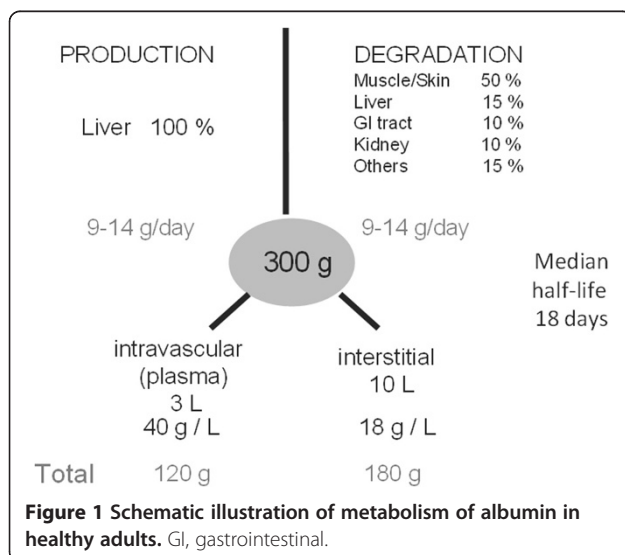 PRODUCTION
Liver 100 %
9-14 g/day
DEGRADATION
Muscle/Skin 50 %
Liver 15 %
GI tract 10 %
Kidney 10 %
Others 15 %
9-14 g/day
300 g
Median
half-life
18 days
intravascular
(plasma)
3 L
40 g / L
interstitial
10 L
18 g / L
Total 120 g 180 g
Figure 1 Schematic illustration of metabolism of albumin in
healthy adults. GI, gastrointestinal.